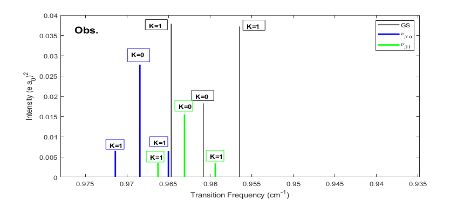 0.04
0.035
0.03
0.025
0.02
0.015
0.01
0.005
0
Intensity (e a0)^2
Obs.
K=1
K=1
K=0
K=0
K=1
K=1
K=1
K=1
GS
0.975
0.97
0.965
0.96
0.955
0.95
0.945
0.94
0.935
Transition Frequency (cm⁻¹)